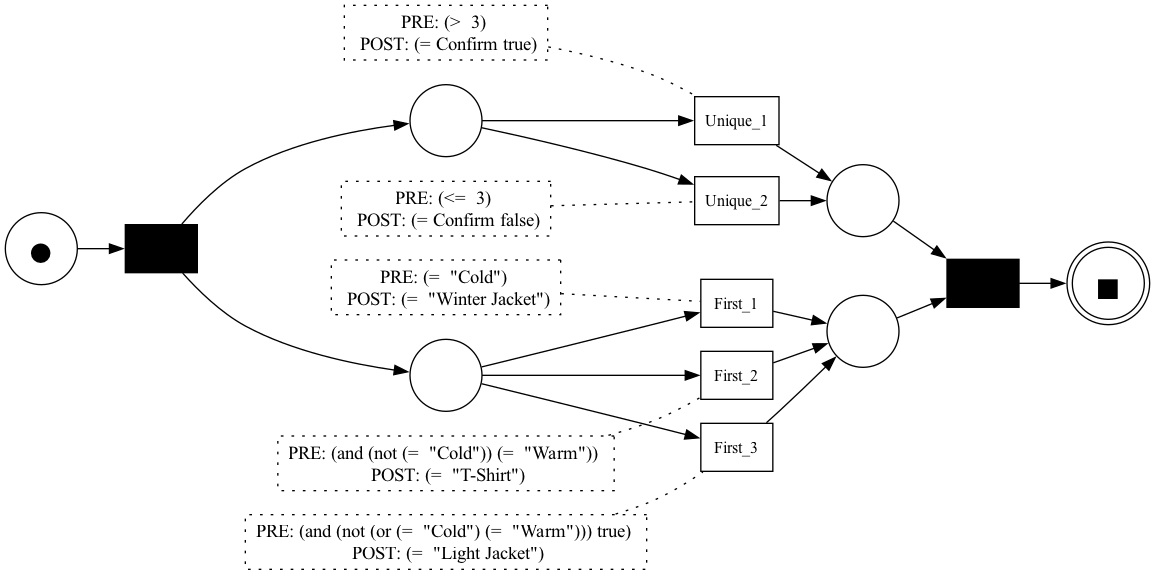 PRE: (>  3)
POST: (= Confirm true)
Unique_1
PRE: (<=  3)
POST: (= Confirm false)
Unique_2
PRE: (=  "Cold")
POST: (=  "Winter Jacket")
First_1
First_2
PRE: (and (not (=  "Cold")) (=  "Warm"))
POST: (=  "T-Shirt")
First_3
PRE: (and (not (or (=  "Cold") (=  "Warm"))) true)
POST: (=  "Light Jacket")